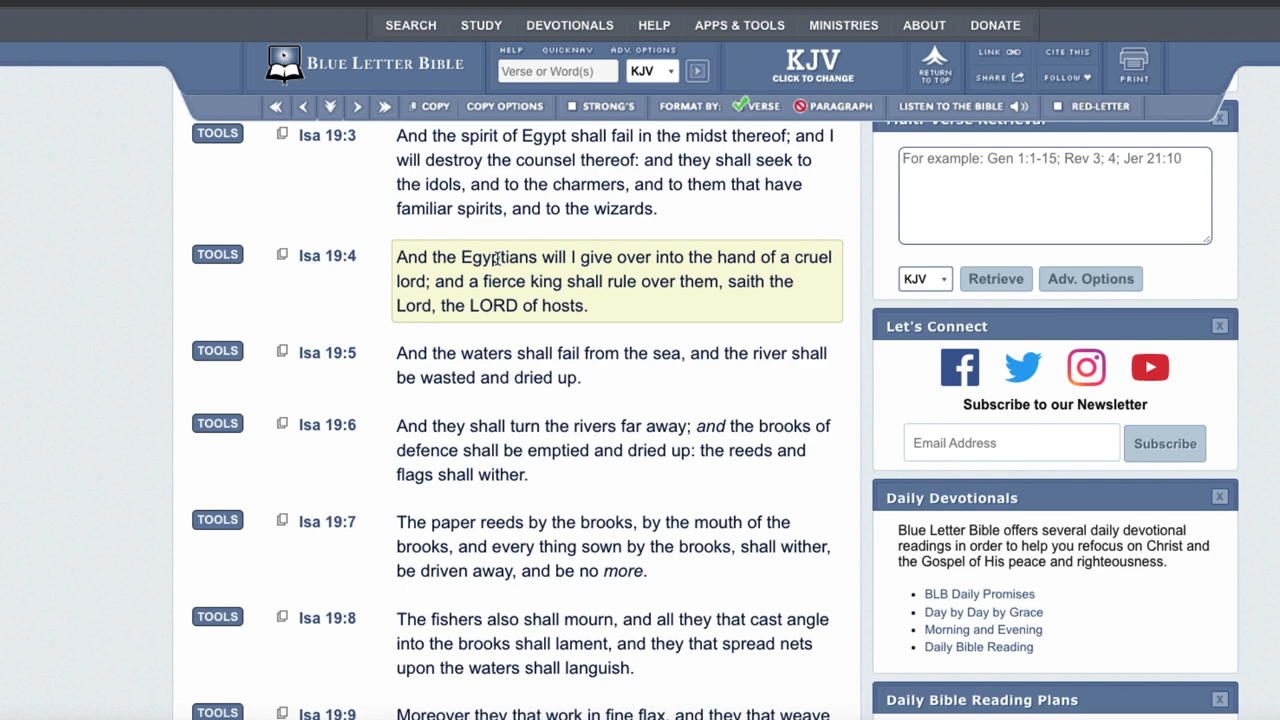 SEARCH STUDY DEVOTIONALS HELP APPS & TOOLS MINISTRIES ABOUT DONATE
BLUE LETTER BIBLE
HELP QUICKNAV ADV. OPTIONS
Verse or Word(s) KJV
KJV
CLICK TO CHANGE
RETURN
TO TOP
LINK CITE THIS
SHARE FOLLOW
PRINT
COPY COPY OPTIONS STRONG'S FORMAT BY: VERSE PARAGRAPH LISTEN TO THE BIBLE RED-LETTER
TOOLS Isa 19:3 And the spirit of Egypt shall fail in the midst thereof; and I
will destroy the counsel thereof: and they shall seek to
the idols, and to the charmers, and to them that have
familiar spirits, and to the wizards.
TOOLS Isa 19:4 And the Egyptians will I give over into the hand of a cruel
lord; and a fierce king shall rule over them, saith the
Lord, the LORD of hosts.
TOOLS Isa 19:5 And the waters shall fail from the sea, and the river shall
be wasted and dried up.
TOOLS Isa 19:6 And they shall turn the rivers far away; and the brooks of
defence shall be emptied and dried up: the reeds and
flags shall wither.
TOOLS Isa 19:7 The paper reeds by the brooks, by the mouth of the
brooks, and every thing sown by the brooks, shall wither,
be driven away, and be no more.
TOOLS Isa 19:8 The fishers also shall mourn, and all they that cast angle
into the brooks shall lament, and they that spread nets
upon the waters shall languish.
TOOLS Isa 19:9 Moreover they that work in fine flax, and they that weave
Multi-Verse Retrieval
For example: Gen 1:1-15; Rev 3; 4; Jer 21:10
KJV Retrieve Adv. Options
Let's Connect
Subscribe to our Newsletter
Email Address Subscribe
Daily Devotionals
Blue Letter Bible offers several daily devotional
readings in order to help you refocus on Christ and
the Gospel of His peace and righteousness.
BLB Daily Promises
Day by Day by Grace
Morning and Evening
Daily Bible Reading
Daily Bible Reading Plans